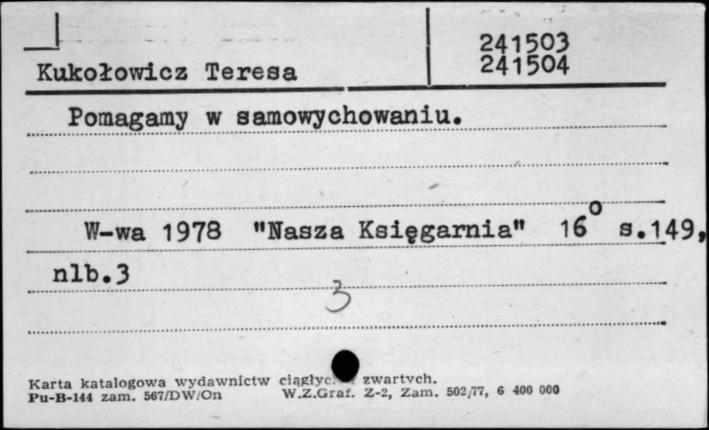 241503
Kukołowicz Teresa 241504
Pomagamy w samowychowaniu.
W-wa 1978 "Nasza Księgarnia" 16° s.149,
nlb.3
3
Karta katalogowa wydawnictw zwartych.
Pu-B-144 zam. 567/DW/On W.Z.Graf. Z-2, Zam. 502/77, 6 400 000